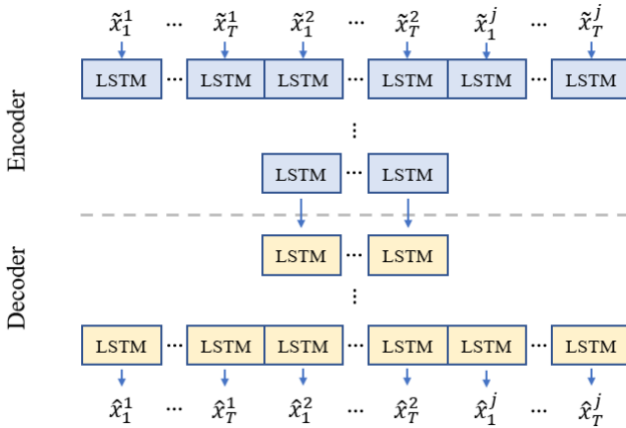 x̃₁¹ ··· x̃_T¹ x̃₁² ··· x̃_T² x̃₁ʲ ··· x̃_Tʲ
LSTM ··· LSTM LSTM ··· LSTM LSTM ··· LSTM
Encoder
⋮
LSTM ··· LSTM
LSTM ··· LSTM
Decoder
⋮
LSTM ··· LSTM LSTM ··· LSTM LSTM ··· LSTM
x̂₁¹ ··· x̂_T¹ x̂₁² ··· x̂_T² x̂₁ʲ ··· x̂_Tʲ